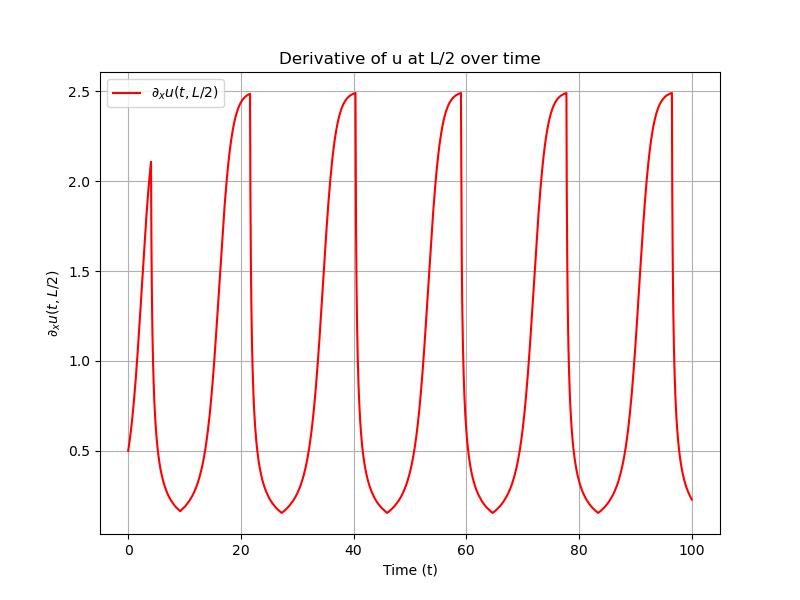 Derivative of u at L/2 over time
∂ₓu(t, L/2)
2.5
2.0
1.5
1.0
0.5
∂ₓu(t, L/2)
0 20 40 60 80 100
Time (t)